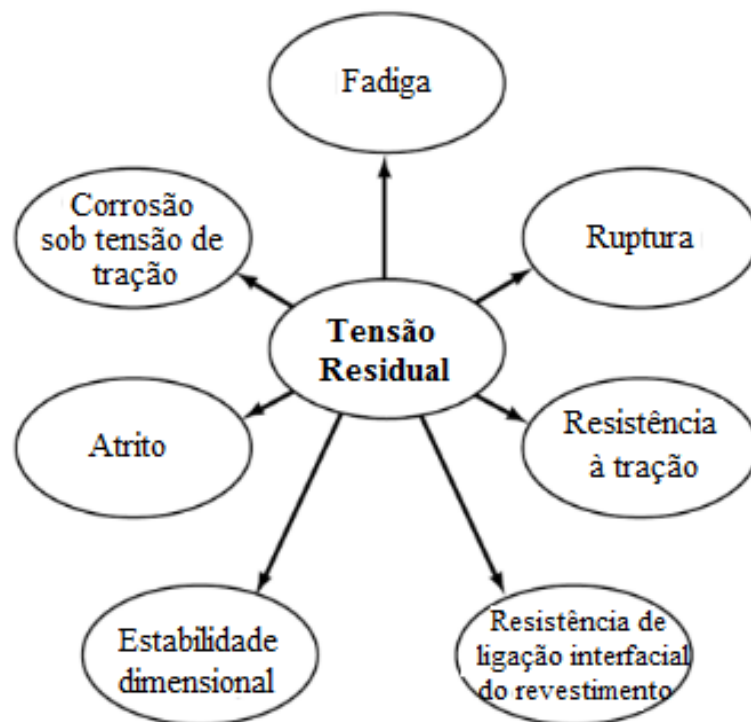 Fadiga
Corrosão
sob tensão de
tração
Ruptura
Tensão
Residual
Atrito
Resistência
à tração
Estabilidade
dimensional
Resistência de
ligação interfacial
do revestimento